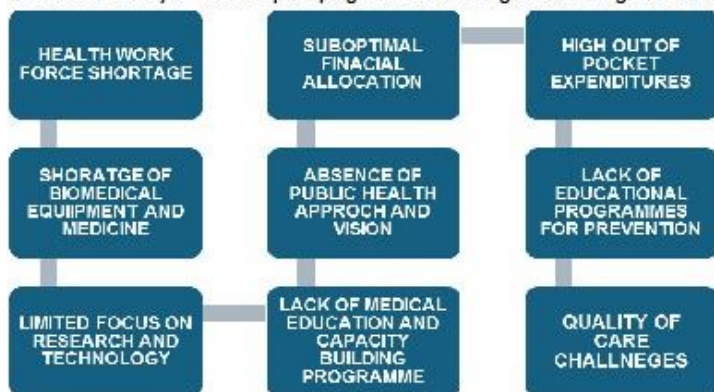 HEALTH WORK
FORCE SHORTAGE
SHORATGE OF
BIOMEDICAL
EQUIIPMENT AND
MEDICINE
LIMITED FOCUS ON
RESEARCH AND
TECHNOLOGY
LACK OF MEDICAL
EDUCATION AND
CAPACITY
BUILDING
PROGRAMME
ABSENCE OF
PUBLIC HEALTH
APPROCH AND
VISION
SUBOPTIMAL
FINACIAL
ALLOCATION
HIGH OUT OF
POCKET
EXPENDITURES
LACK OF
EDUCATIONAL
PROGRAMMES
FOR PREVENTION
QUALITY OF
CARE
CHALLNEGES